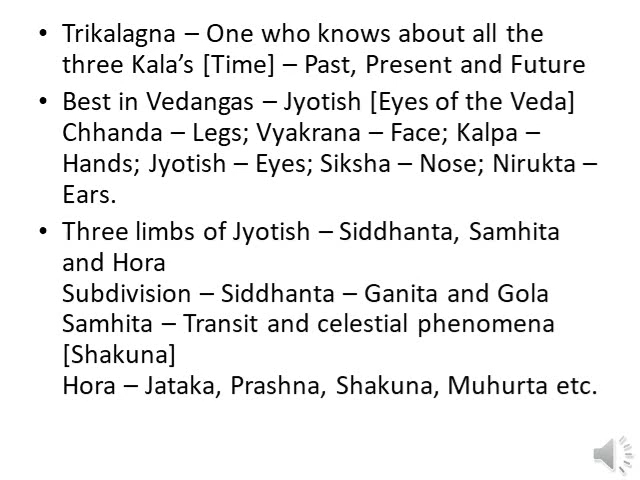 • Trikalagna – One who knows about all the
three Kala's [Time] – Past, Present and Future
• Best in Vedangas – Jyotish [Eyes of the Veda]
Chhanda – Legs; Vyakrana – Face; Kalpa –
Hands; Jyotish – Eyes; Siksha – Nose; Nirukta –
Ears.
• Three limbs of Jyotish – Siddhanta, Samhita
and Hora
Subdivision – Siddhanta – Ganita and Gola
Samhita – Transit and celestial phenomena
[Shakuna]
Hora – Jataka, Prashna, Shakuna, Muhurta etc.